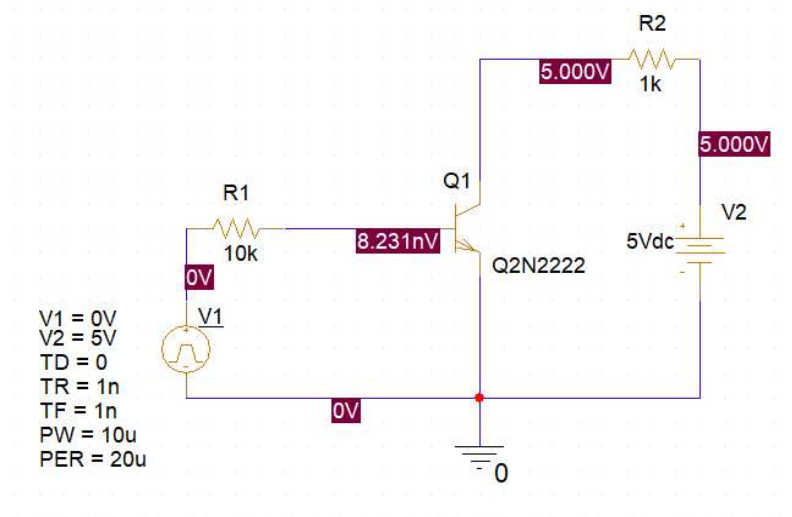 R2
5.000V
1k
5.000V
Q1
R1
V2
8.231nV
5Vdc
10k
Q2N2222
0V
V1 = 0V
V1
V2 = 5V
TD = 0
TR = 1n
TF = 1n
0V
PW = 10u
PER = 20u
0